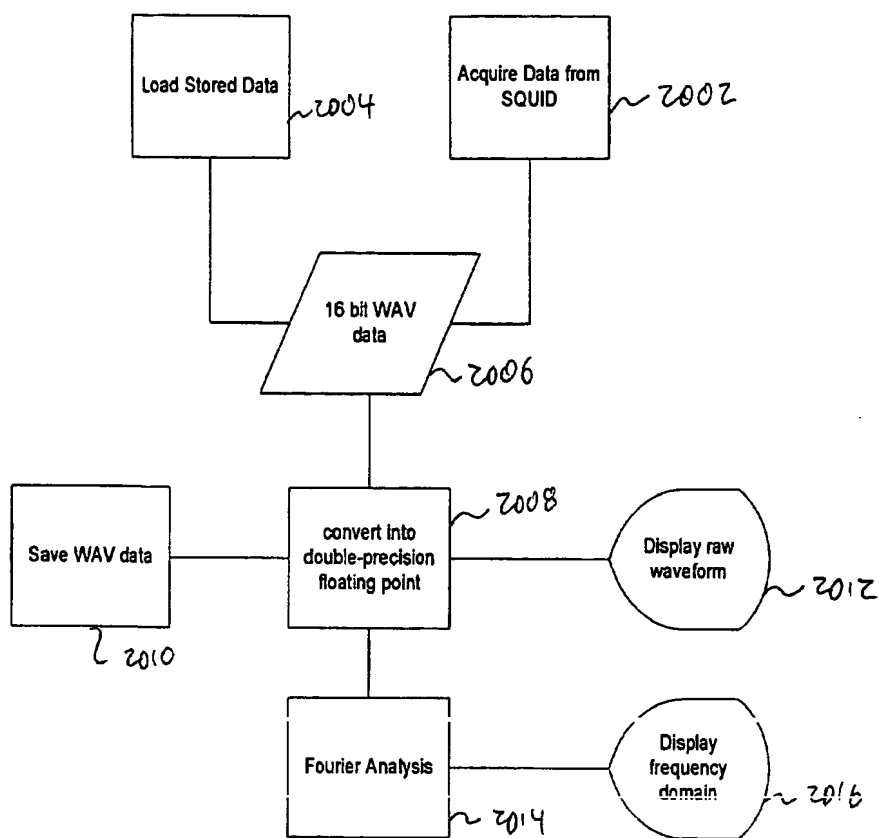 Load Stored Data
2004
Acquire Data from
SQUID
2002
16 bit WAV
data
2006
Save WAV data
2010
convert into
double-precision
floating point
2008
Display raw
waveform
2012
Fourier Analysis
2014
Display
frequency
domain
2016